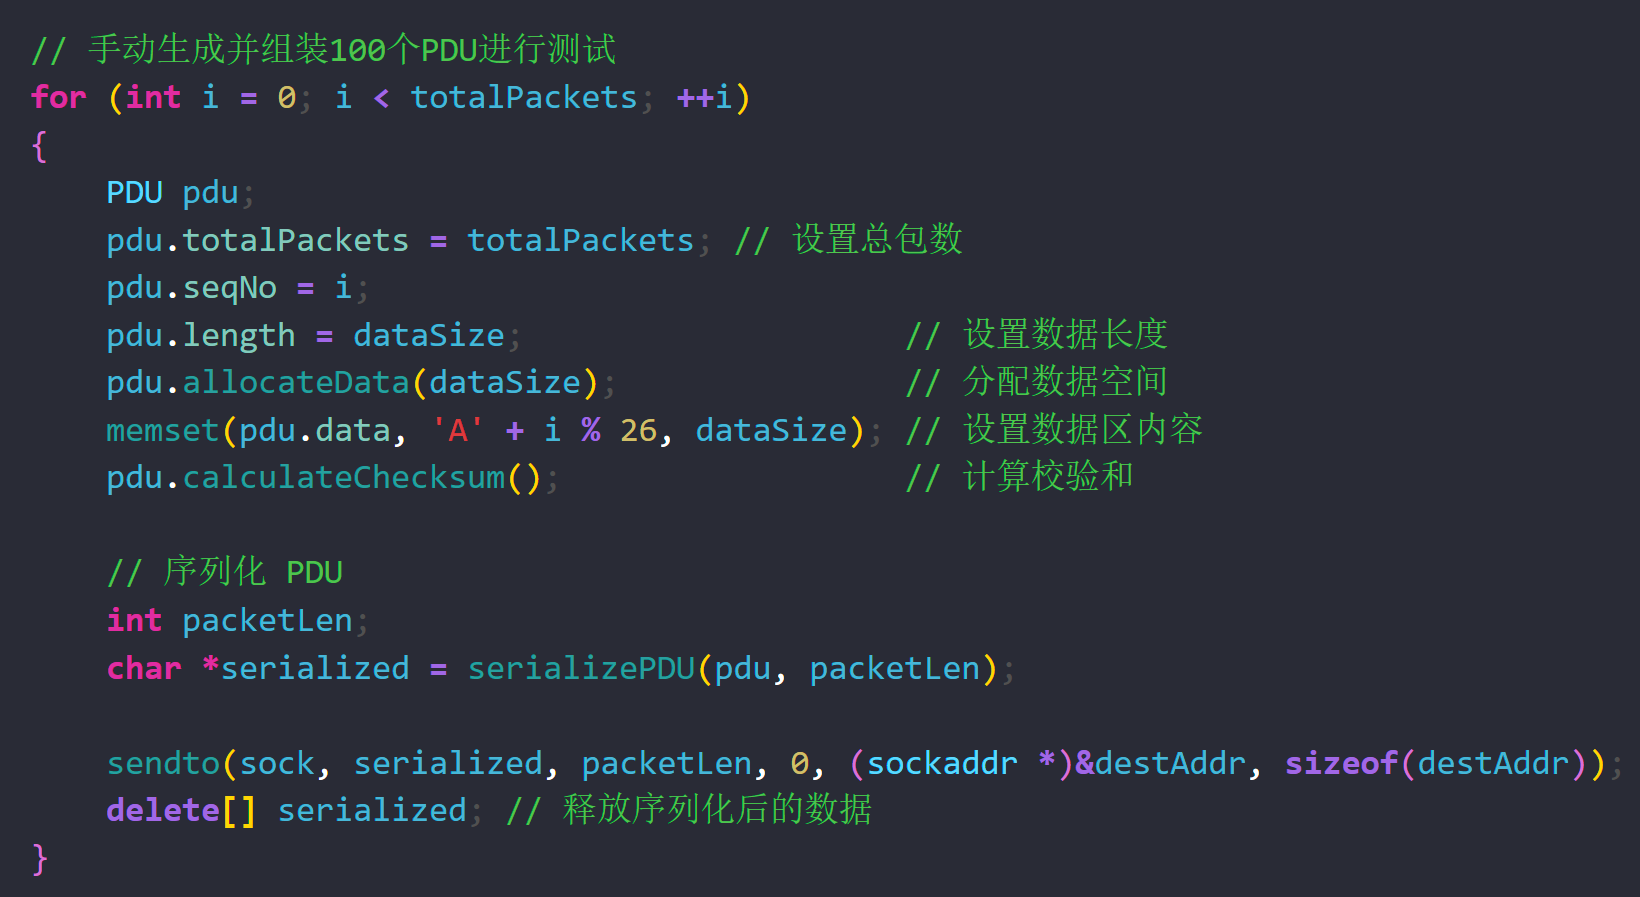 // 手动生成并组装100个PDU进行测试
for (int i = 0; i < totalPackets; ++i)
{
    PDU pdu;
    pdu.totalPackets = totalPackets; // 设置总包数
    pdu.seqNo = i;
    pdu.length = dataSize;                    // 设置数据长度
    pdu.allocateData(dataSize);               // 分配数据空间
    memset(pdu.data, 'A' + i % 26, dataSize); // 设置数据区内容
    pdu.calculateChecksum();                  // 计算校验和

    // 序列化 PDU
    int packetLen;
    char *serialized = serializePDU(pdu, packetLen);

    sendto(sock, serialized, packetLen, 0, (sockaddr *)&destAddr, sizeof(destAddr));
    delete[] serialized; // 释放序列化后的数据
}